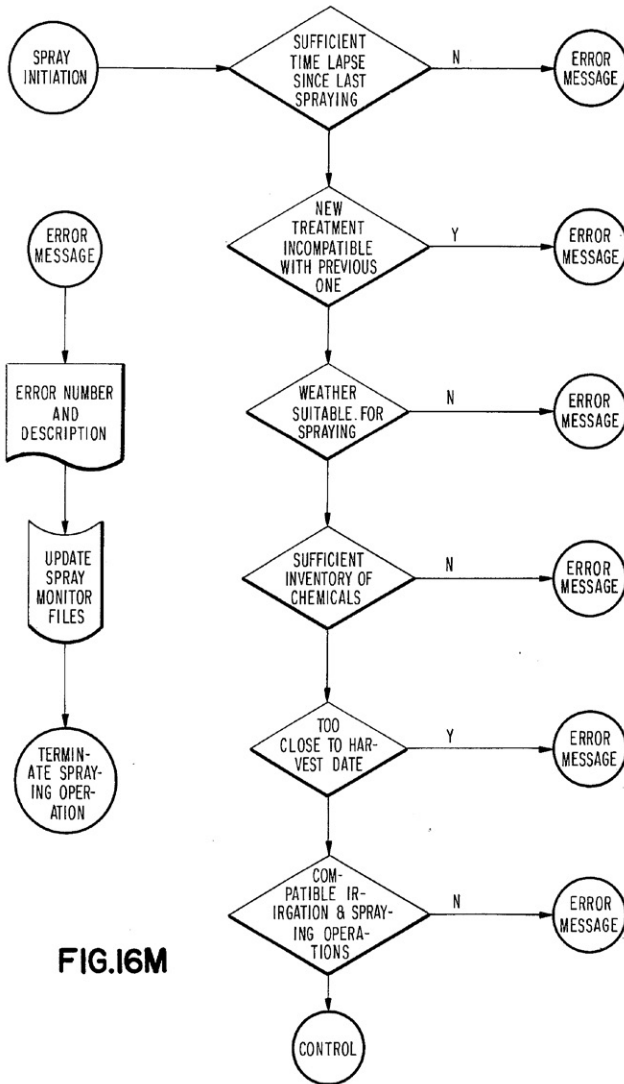 SPRAY
INITIATION
SUFFICIENT
TIME LAPSE
SINCE LAST
SPRAYING
N
ERROR
MESSAGE
NEW
TREATMENT
INCOMPATIBLE
WITH PREVIOUS
ONE
Y
ERROR
MESSAGE
WEATHER
SUITABLE.FOR
SPRAYING
N
ERROR
MESSAGE
SUFFICIENT
INVENTORY OF
CHEMICALS
N
ERROR
MESSAGE
TOO
CLOSE TO HAR-
VEST DATE
Y
ERROR
MESSAGE
COM-
PATIBLE IR-
IRGATION & SPRAY-
ING OPERA-
TIONS
N
ERROR
MESSAGE
CONTROL
ERROR
MESSAGE
ERROR NUMBER
AND
DESCRIPTION
UPDATE
SPRAY
MONITOR
FILES
TERMIN-
ATE SPRAY-
ING OPER-
ATION
FIG.16M